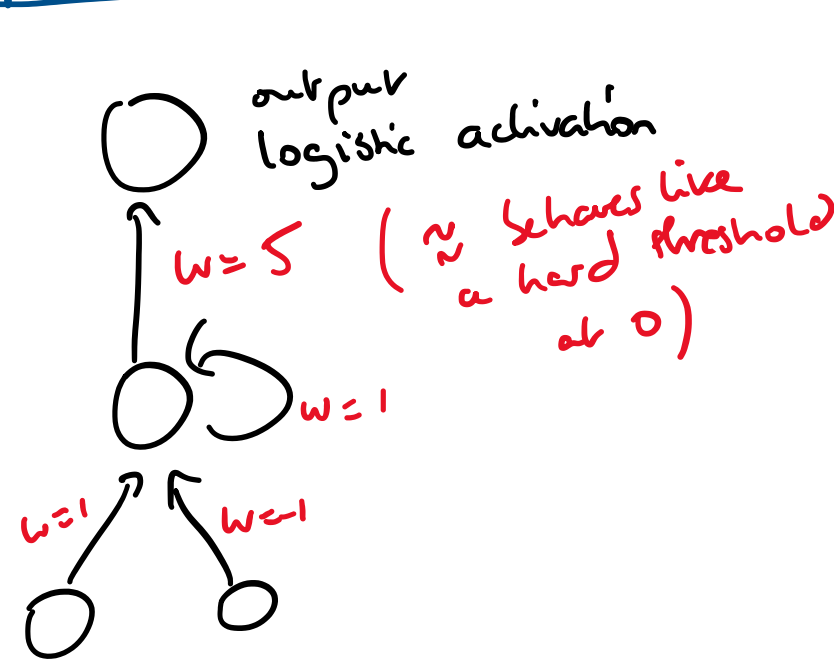 output
logistic activation
w=5
(≈ behaves like
a hard threshold
at 0)
w=1
w=1
w=-1